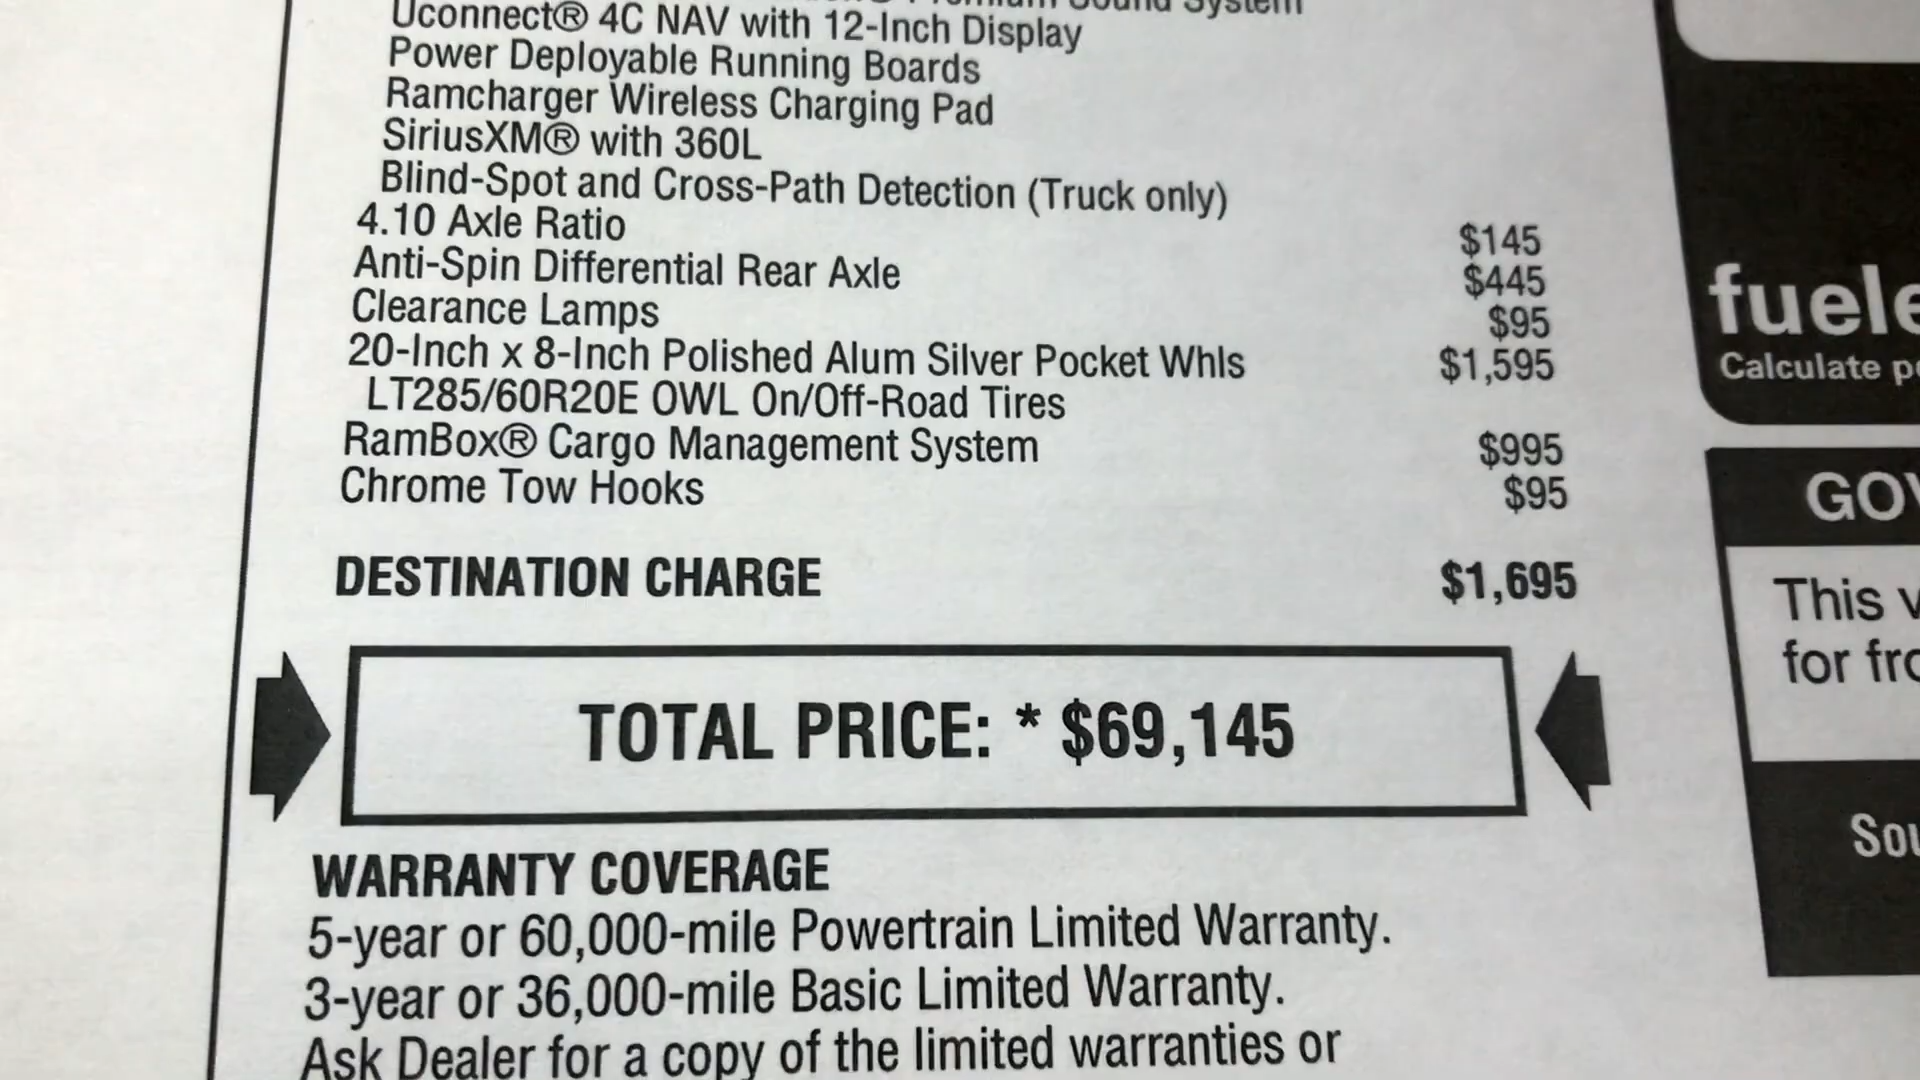 Sound System
Uconnect® 4C NAV with 12-Inch Display
Power Deployable Running Boards
Ramcharger Wireless Charging Pad
SiriusXM® with 360L
Blind-Spot and Cross-Path Detection (Truck only)
4.10 Axle Ratio $145
Anti-Spin Differential Rear Axle $445
Clearance Lamps $95
20-Inch x 8-Inch Polished Alum Silver Pocket Whls $1,595
LT285/60R20E OWL On/Off-Road Tires
RamBox® Cargo Management System $995
Chrome Tow Hooks $95
DESTINATION CHARGE $1,695
TOTAL PRICE: * $69,145
WARRANTY COVERAGE
5-year or 60,000-mile Powertrain Limited Warranty.
3-year or 36,000-mile Basic Limited Warranty.
Ask Dealer for a copy of the limited warranties or
fuele
Calculate
GOV
This
for